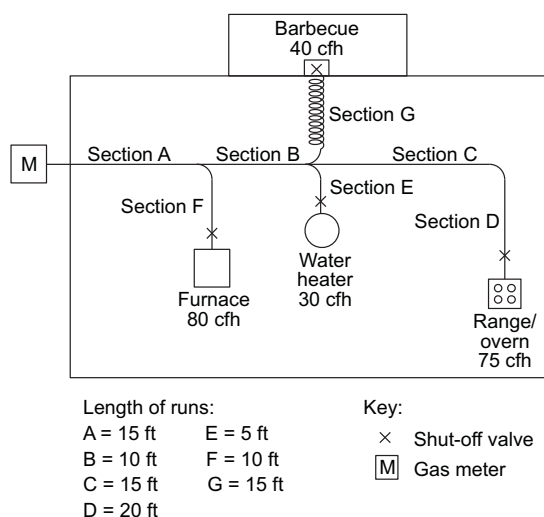 Barbecue
40 cfh
Section G
M
Section A
Section B
Section C
Section E
Section F
Section D
Water
heater
30 cfh
Furnace
80 cfh
Range/
overn
75 cfh
Length of runs:
A = 15 ft
E = 5 ft
B = 10 ft
F = 10 ft
C = 15 ft
G = 15 ft
D = 20 ft
Key:
Shut-off valve
M
Gas meter